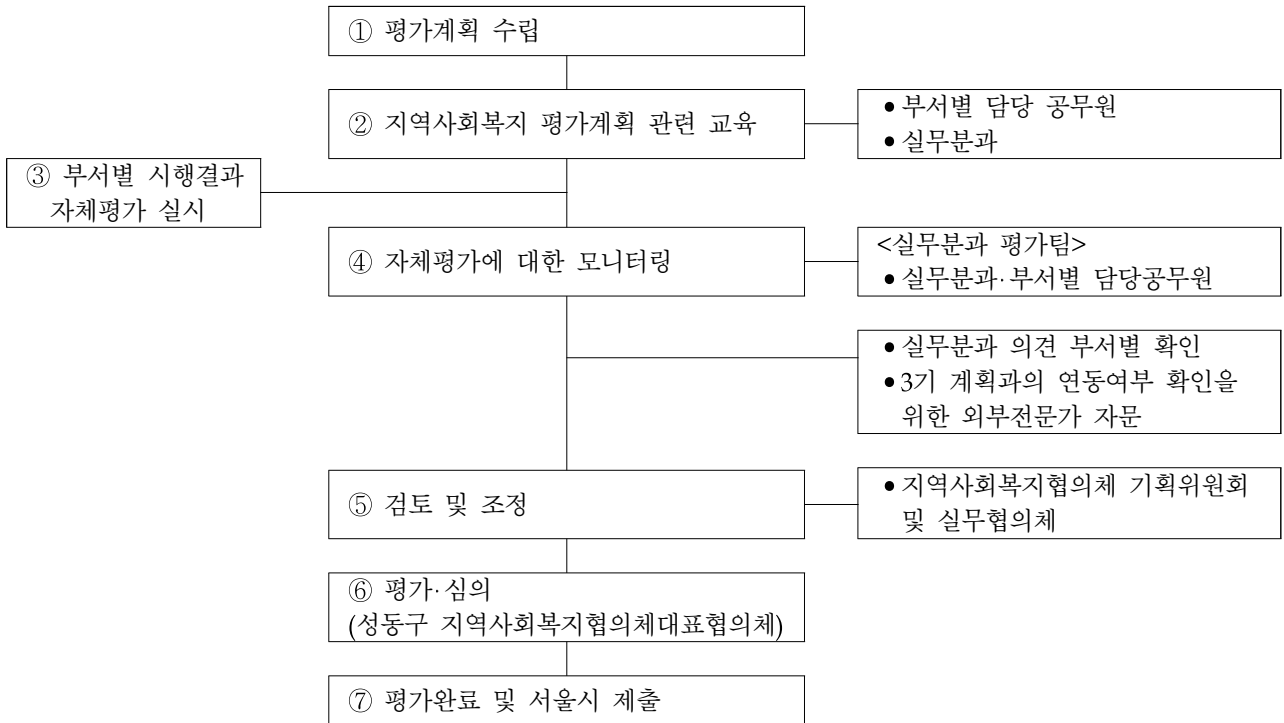 ① 평가계획 수립
② 지역사회복지 평가계획 관련 교육
• 부서별 담당 공무원
• 실무분과
③ 부서별 시행결과
자체평가 실시
④ 자체평가에 대한 모니터링
<실무분과 평가팀>
• 실무분과·부서별 담당공무원
• 실무분과 의견 부서별 확인
• 3기 계획과의 연동여부 확인을
위한 외부전문가 자문
⑤ 검토 및 조정
• 지역사회복지협의체 기획위원회
및 실무협의체
⑥ 평가·심의
(성동구 지역사회복지협의체대표협의체)
⑦ 평가완료 및 서울시 제출